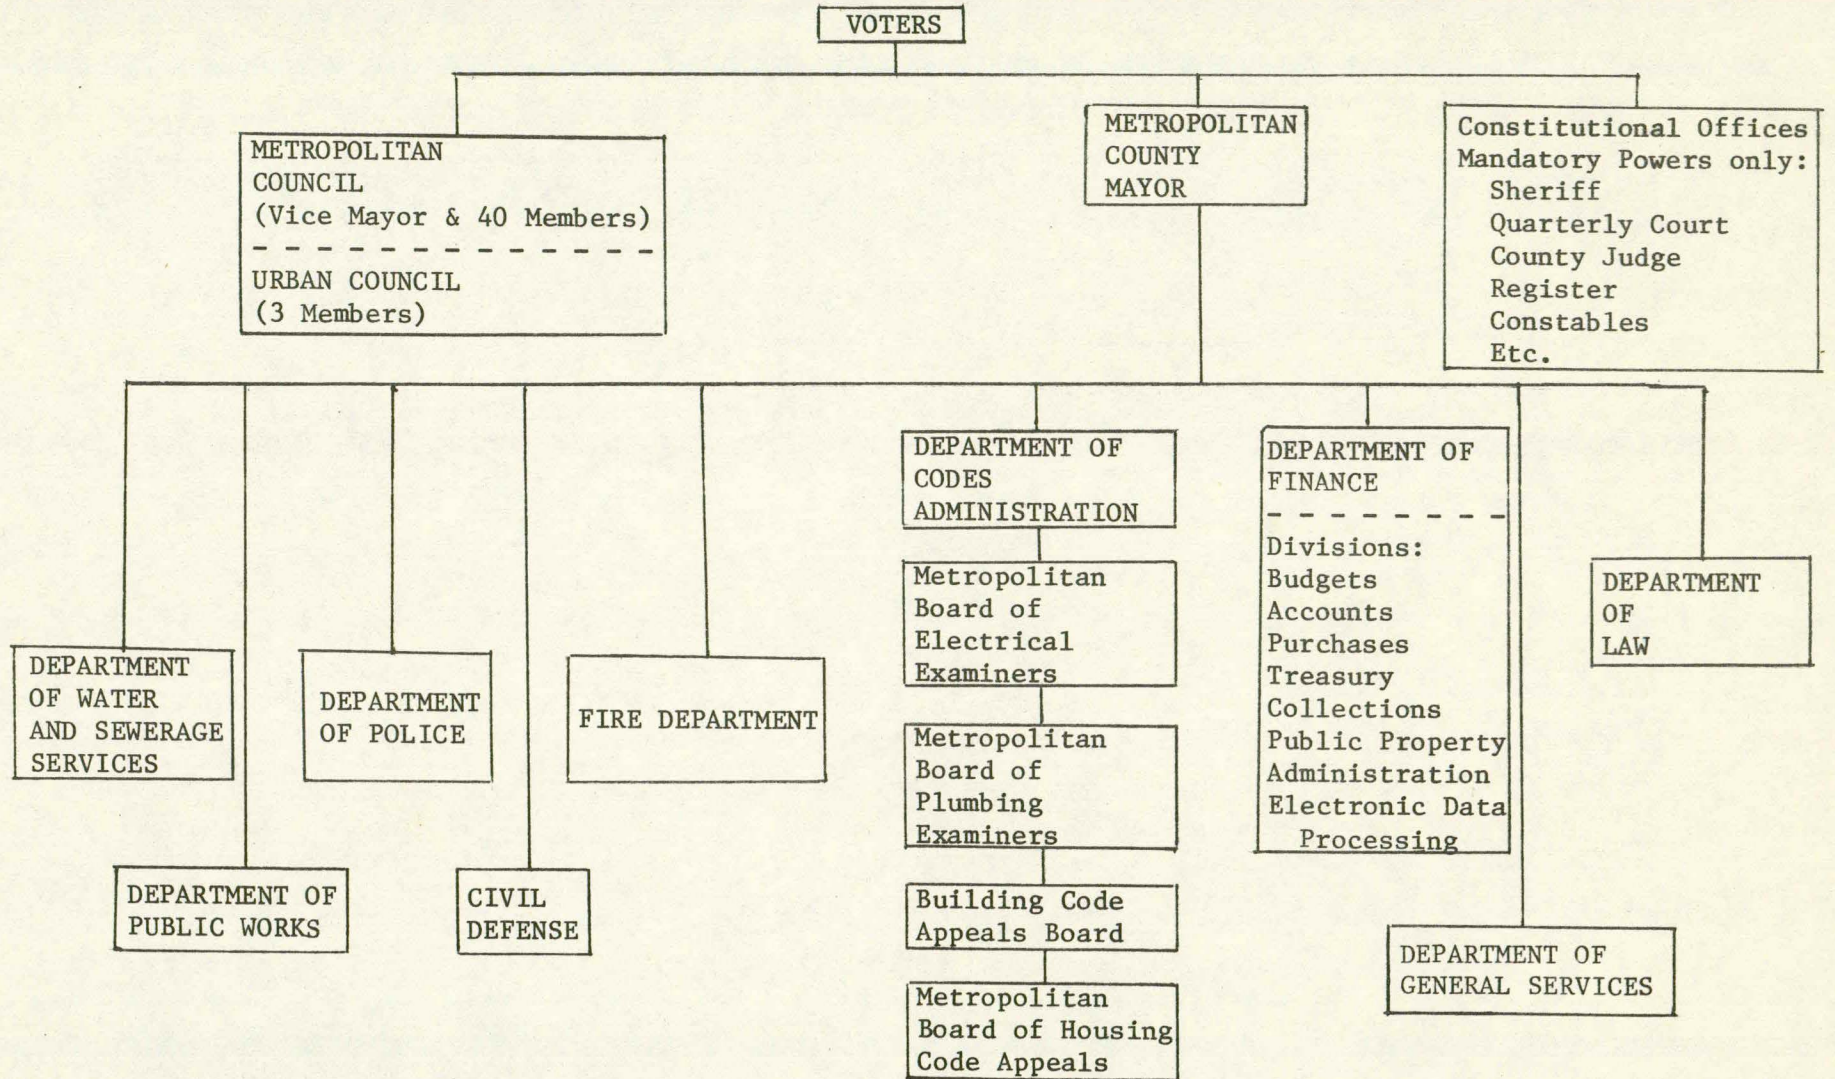 VOTERS
METROPOLITAN
COUNCIL
(Vice Mayor & 40 Members)
URBAN COUNCIL
(3 Members)
METROPOLITAN
COUNTY
MAYOR
Constitutional Offices
Mandatory Powers only:
Sheriff
Quarterly Court
County Judge
Register
Constables
Etc.
DEPARTMENT
OF WATER
AND SEWERAGE
SERVICES
DEPARTMENT OF
PUBLIC WORKS
DEPARTMENT
OF POLICE
CIVIL
DEFENSE
FIRE DEPARTMENT
DEPARTMENT OF
CODES
ADMINISTRATION
Metropolitan
Board of
Electrical
Examiners
Metropolitan
Board of
Plumbing
Examiners
Building Code
Appeals Board
Metropolitan
Board of Housing
Code Appeals
DEPARTMENT OF
FINANCE
Divisions:
Budgets
Accounts
Purchases
Treasury
Collections
Public Property
Administration
Electronic Data
Processing
DEPARTMENT OF
GENERAL SERVICES
DEPARTMENT
OF
LAW